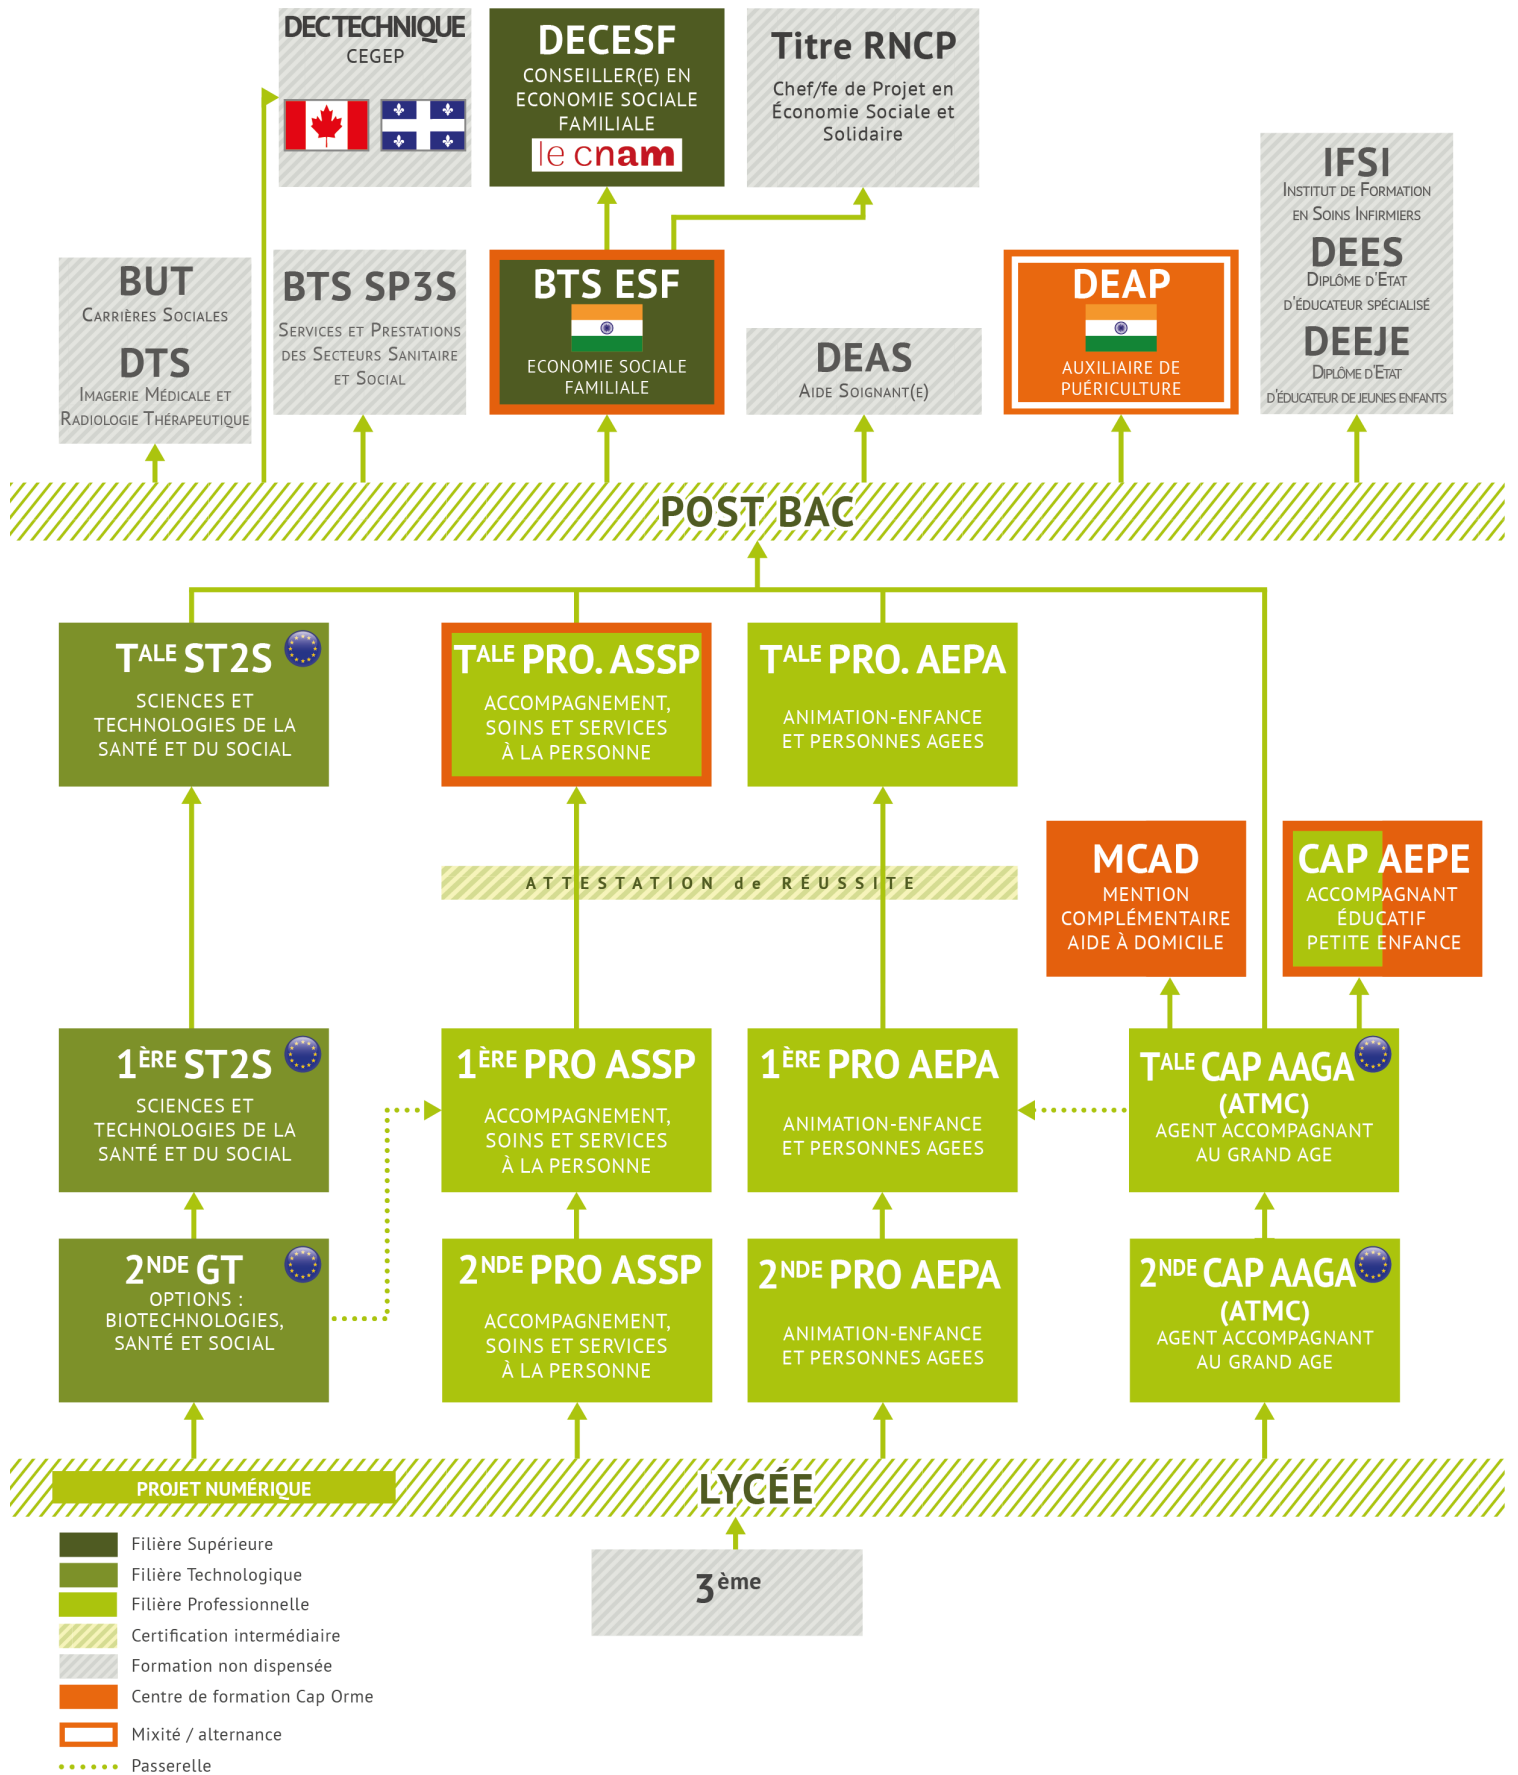 DEC TECHNIQUE
CEGEP
DECESF
CONSEILLER(E) EN
ECONOMIE SOCIALE
FAMILIALE
le cnam
Titre RNCP
Chef/fe de Projet en
Économie Sociale et
Solidaire
IFSI
Institut de Formation
en Soins Infirmiers
DEES
Diplôme d'Etat
d'éducateur spécialisé
DEEJE
Diplôme d'Etat
d'éducateur de jeunes enfants
BUT
Carrières Sociales
DTS
Imagerie Médicale et
Radiologie Thérapeutique
BTS SP3S
Services et Prestations
des Secteurs Sanitaire
et Social
BTS ESF
ECONOMIE SOCIALE
FAMILIALE
DEAS
Aide Soignant(e)
DEAP
AUXILIAIRE DE
PUÉRICULTURE
POST BAC
TALE ST2S
SCIENCES ET
TECHNOLOGIES DE LA
SANTÉ ET DU SOCIAL
TALE PRO. ASSP
ACCOMPAGNEMENT,
SOINS ET SERVICES
À LA PERSONNE
TALE PRO. AEPA
ANIMATION-ENFANCE
ET PERSONNES AGEES
MCAD
MENTION
COMPLÉMENTAIRE
AIDE À DOMICILE
CAP AEPE
ACCOMPAGNANT
ÉDUCATIF
PETITE ENFANCE
ATTESTATION de RÉUSSITE
1ÈRE ST2S
SCIENCES ET
TECHNOLOGIES DE LA
SANTÉ ET DU SOCIAL
1ÈRE PRO ASSP
ACCOMPAGNEMENT,
SOINS ET SERVICES
À LA PERSONNE
1ÈRE PRO AEPA
ANIMATION-ENFANCE
ET PERSONNES AGEES
TALE CAP AAGA
(ATMC)
AGENT ACCOMPAGNANT
AU GRAND AGE
2NDE GT
OPTIONS :
BIOTECHNOLOGIES,
SANTÉ ET SOCIAL
2NDE PRO ASSP
ACCOMPAGNEMENT,
SOINS ET SERVICES
À LA PERSONNE
2NDE PRO AEPA
ANIMATION-ENFANCE
ET PERSONNES AGEES
2NDE CAP AAGA
(ATMC)
AGENT ACCOMPAGNANT
AU GRAND AGE
PROJET NUMÉRIQUE
LYCÉE
3ème
Filière Supérieure
Filière Technologique
Filière Professionnelle
Certification intermédiaire
Formation non dispensée
Centre de formation Cap Orme
Mixité / alternance
Passerelle